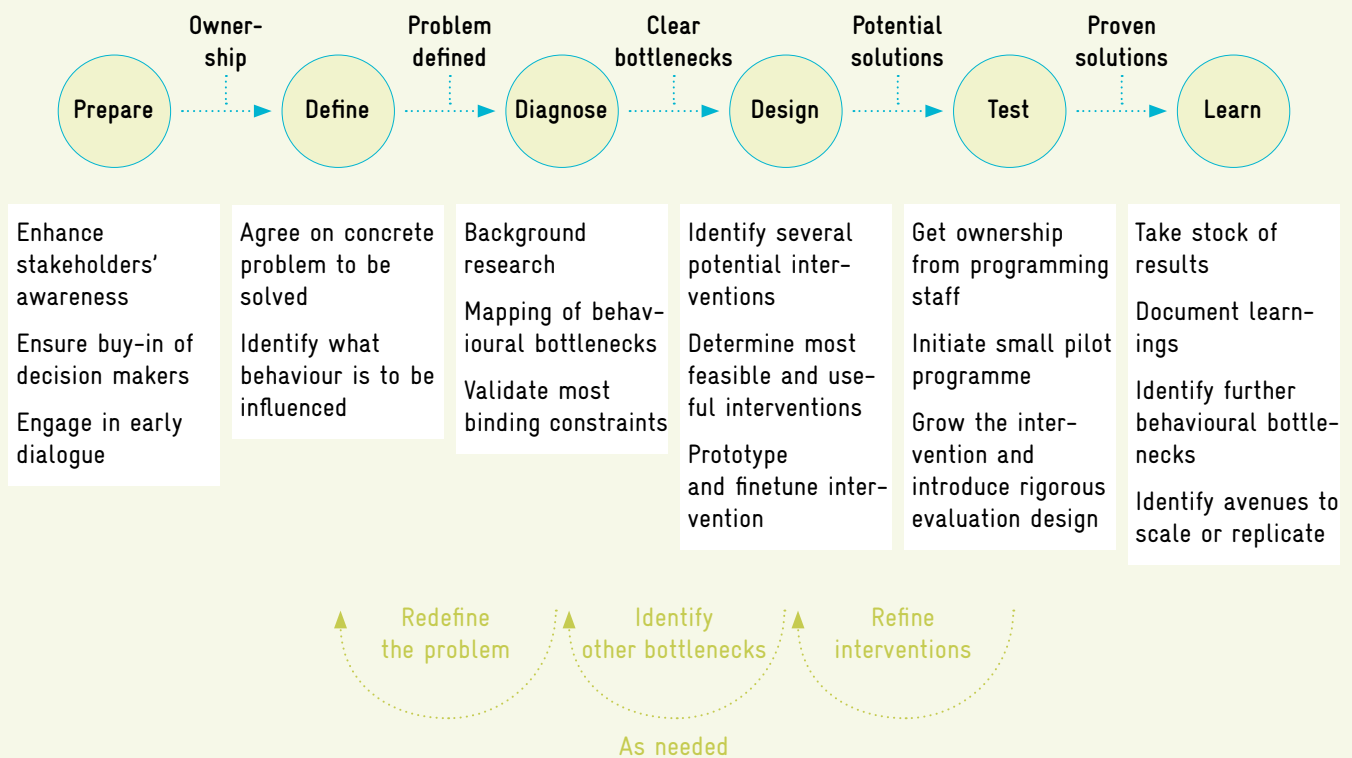 Owner-
ship
Problem
defined
Clear
bottlenecks
Potential
solutions
Proven
solutions
Prepare
Define
Diagnose
Design
Test
Learn
Enhance
stakeholders'
awareness
Ensure buy-in of
decision makers
Engage in early
dialogue
Agree on concrete
problem to be
solved
Identify what
behaviour is to be
influenced
Background
research
Mapping of behav-
ioural bottlenecks
Validate most
binding constraints
Identify several
potential inter-
ventions
Determine most
feasible and use-
ful interventions
Prototype
and finetune inter-
vention
Get ownership
from programming
staff
Initiate small pilot
programme
Grow the inter-
vention and
introduce rigorous
evaluation design
Take stock of
results
Document learn-
ings
Identify further
behavioural bottle-
necks
Identify avenues to
scale or replicate
Redefine
the problem
Identify
other bottlenecks
Refine
interventions
As needed